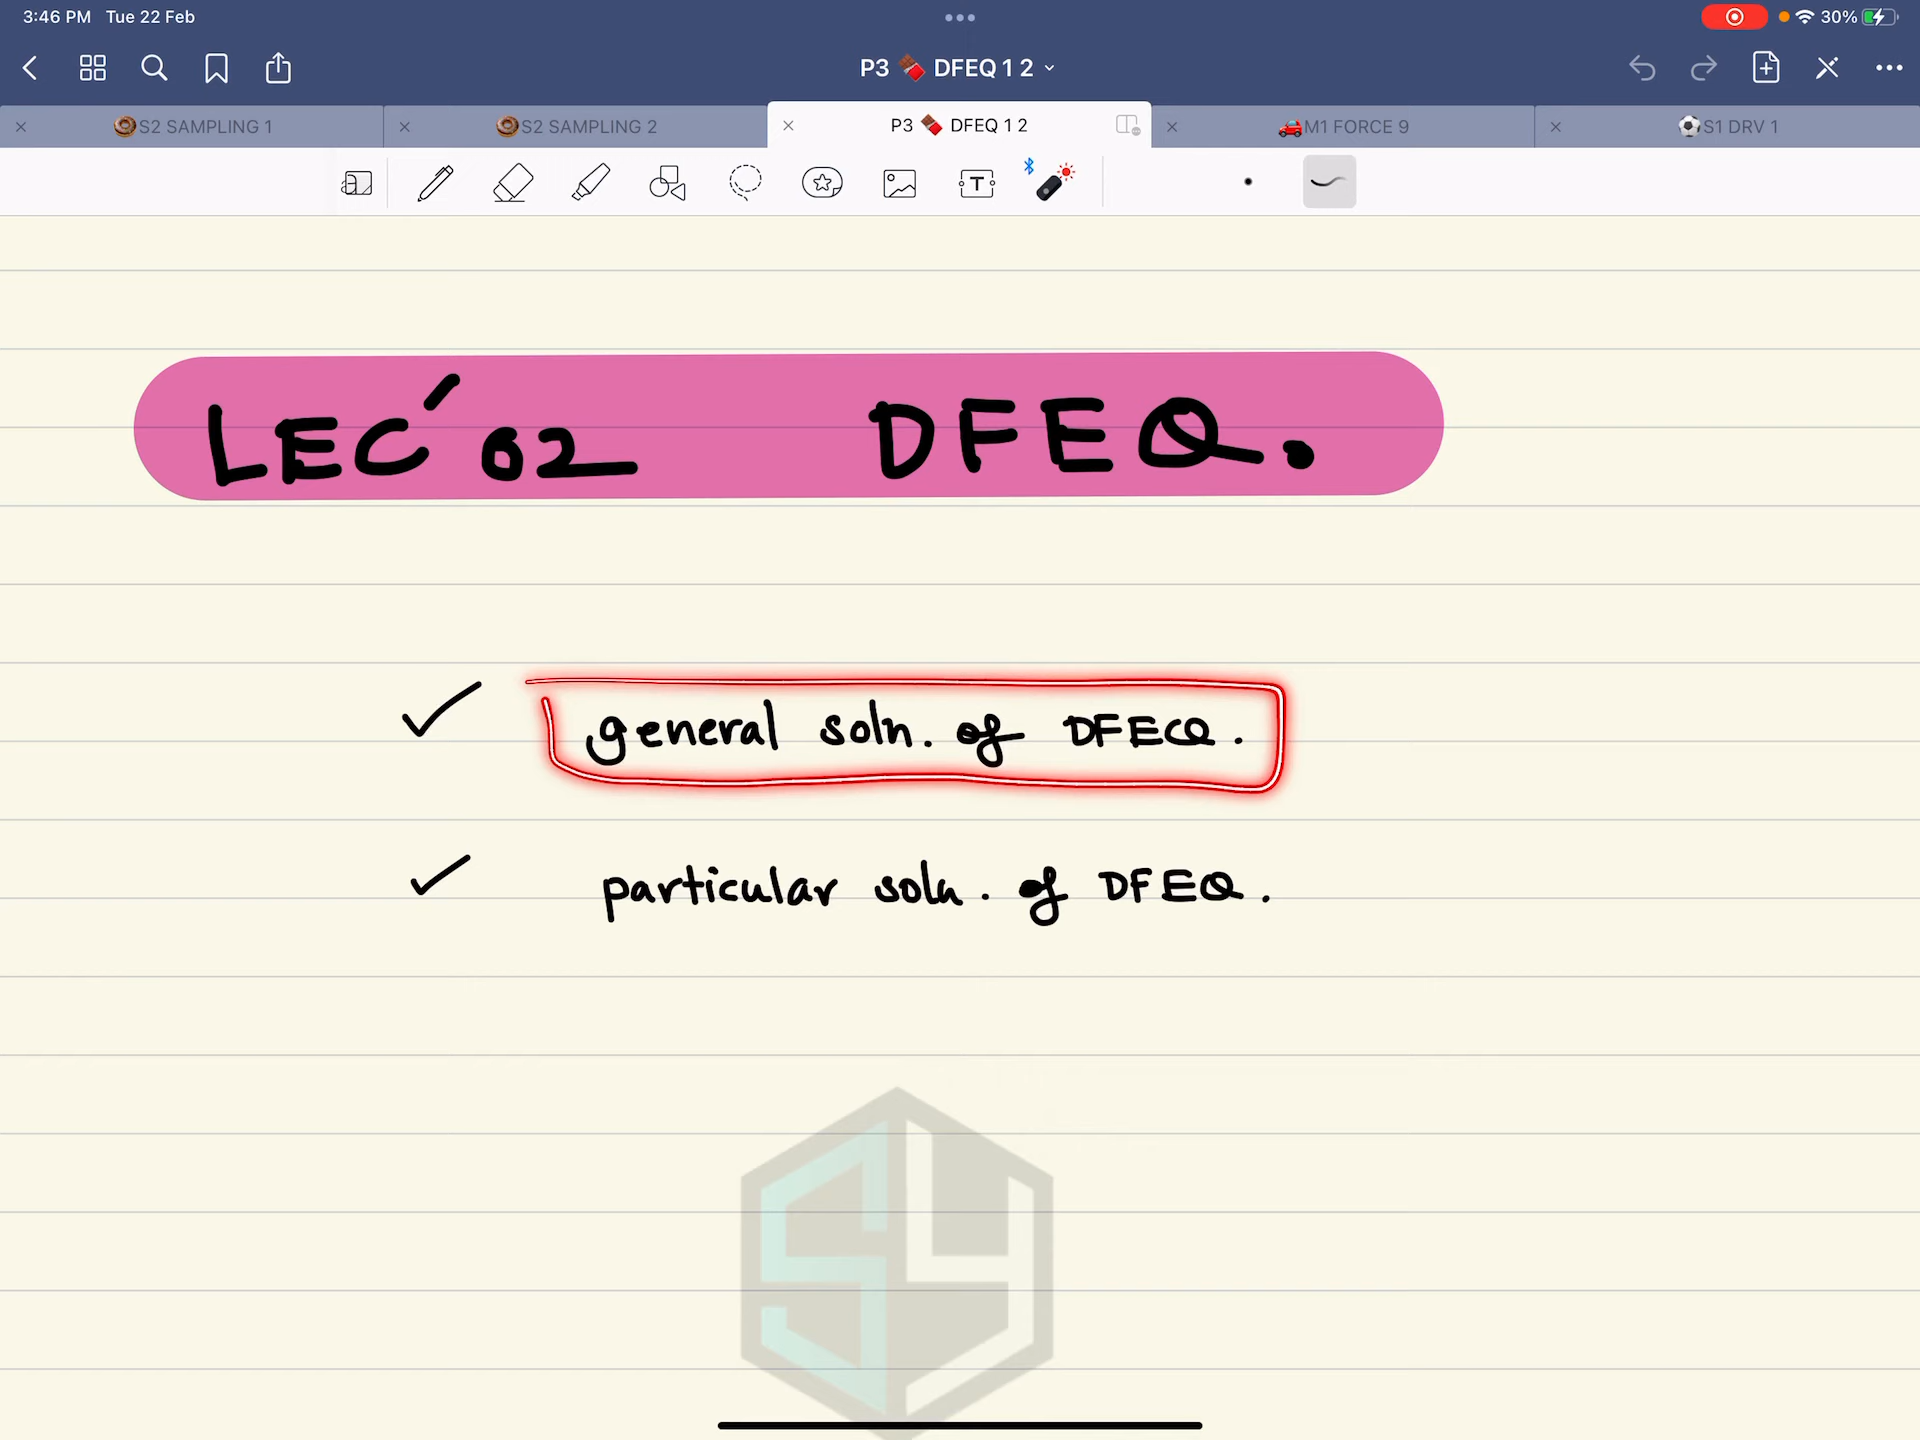 3:46 PM Tue 22 Feb
30%
P3 🍫 DFEQ 1 2
S2 SAMPLING 1
S2 SAMPLING 2
P3 🍫 DFEQ 1 2
M1 FORCE 9
S1 DRV 1
LEC' 02 DFEQ.
general soln. of DFEQ.
particular soln. of DFEQ.